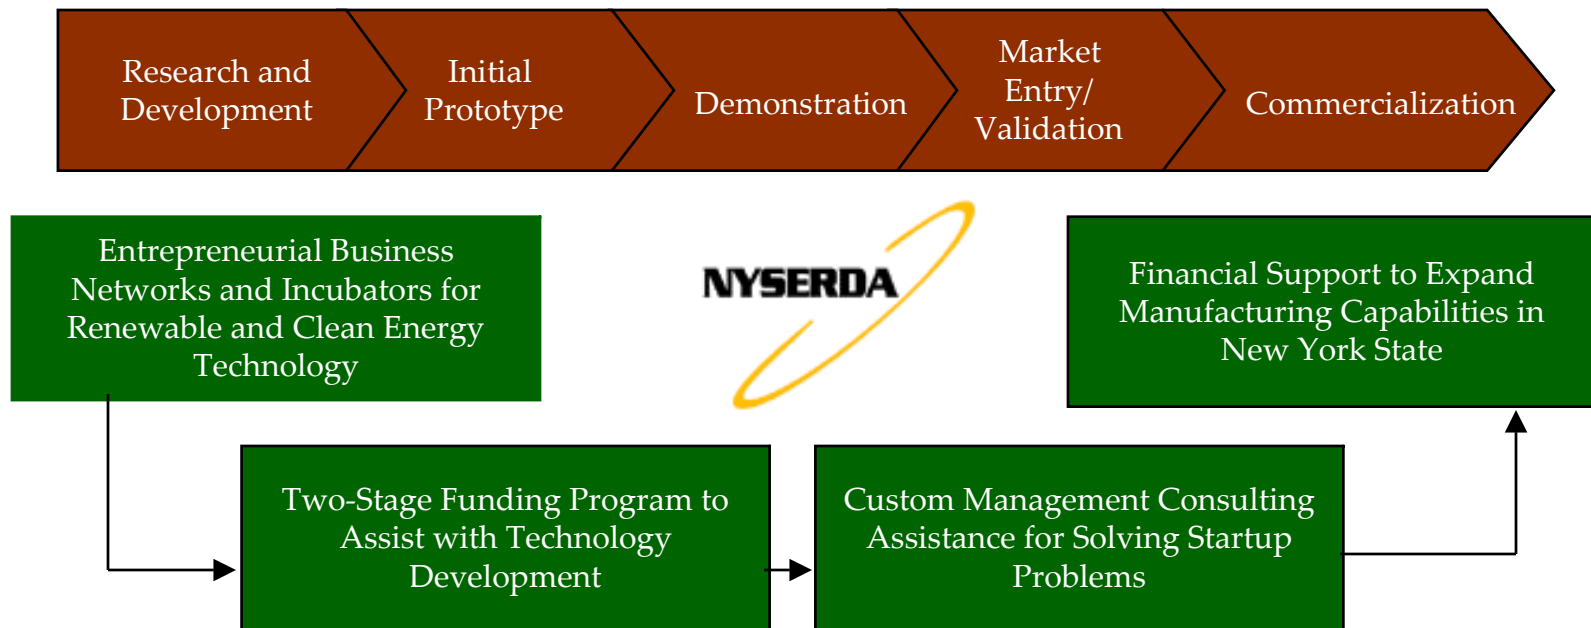 Research and
Development
Initial
Prototype
Demonstration
Market
Entry/
Validation
Commercialization
Entrepreneurial Business
Networks and Incubators for
Renewable and Clean Energy
Technology
NYSERDA
Financial Support to Expand
Manufacturing Capabilities in
New York State
Two-Stage Funding Program to
Assist with Technology
Development
Custom Management Consulting
Assistance for Solving Startup
Problems